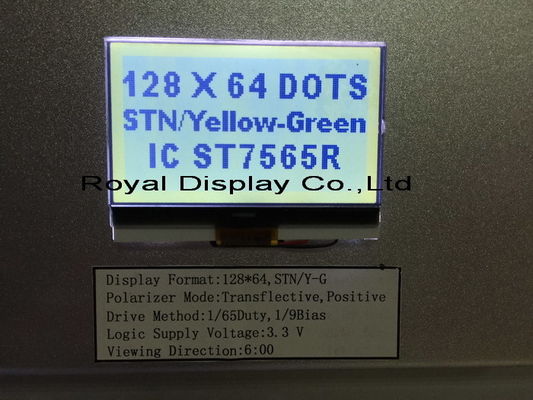 128 X 64 DOTS
STN/Yellow-Green
IC ST7565R
Royal Display Co.,Ltd
Display Format:128*64,STN/Y-G
Polarizer Mode:Transflective,Positive
Drive Method:1/65Duty,1/9Bias
Logic Supply Voltage:3.3 V
Viewing Direction:6:00